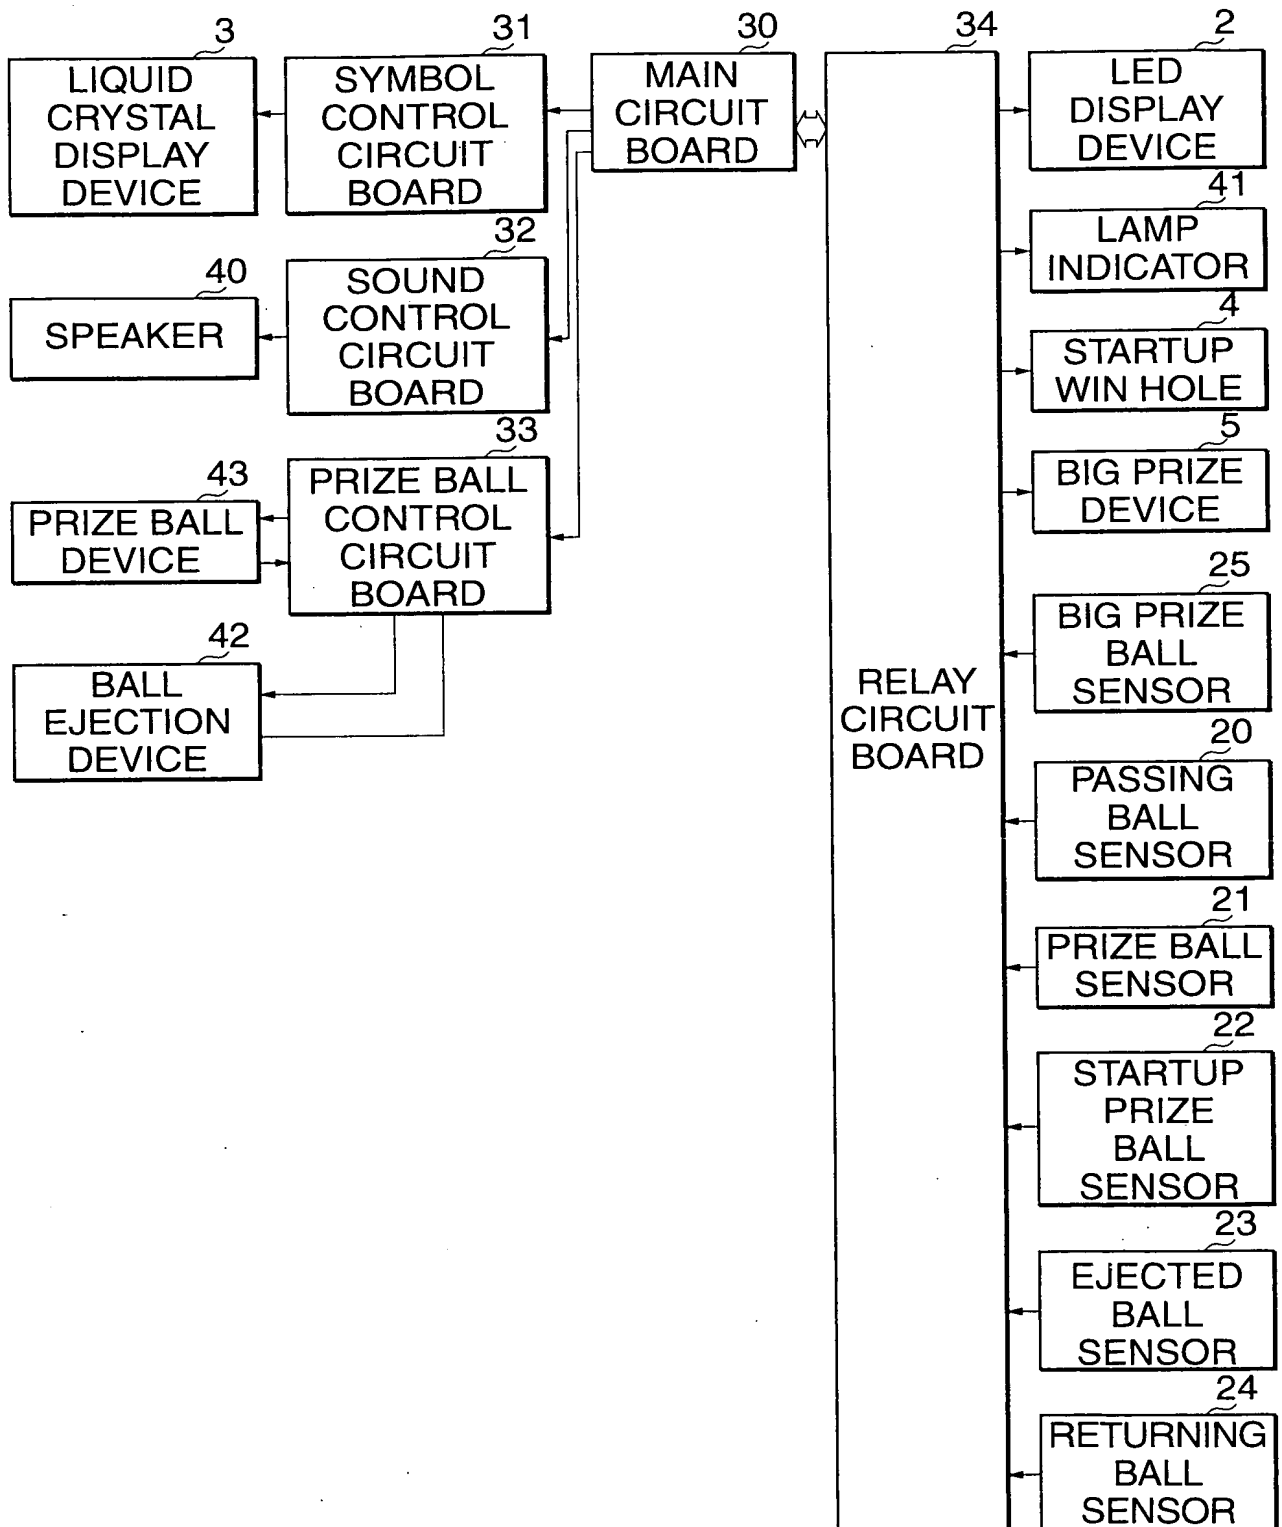 3
LIQUID
CRYSTAL
DISPLAY
DEVICE
31
SYMBOL
CONTROL
CIRCUIT
BOARD
30
MAIN
CIRCUIT
BOARD
34
RELAY
CIRCUIT
BOARD
2
LED
DISPLAY
DEVICE
41
LAMP
INDICATOR
4
STARTUP
WIN HOLE
5
BIG PRIZE
DEVICE
25
BIG PRIZE
BALL
SENSOR
20
PASSING
BALL
SENSOR
21
PRIZE BALL
SENSOR
22
STARTUP
PRIZE
BALL
SENSOR
23
EJECTED
BALL
SENSOR
24
RETURNING
BALL
SENSOR
40
SPEAKER
32
SOUND
CONTROL
CIRCUIT
BOARD
43
PRIZE BALL
DEVICE
33
PRIZE BALL
CONTROL
CIRCUIT
BOARD
42
BALL
EJECTION
DEVICE